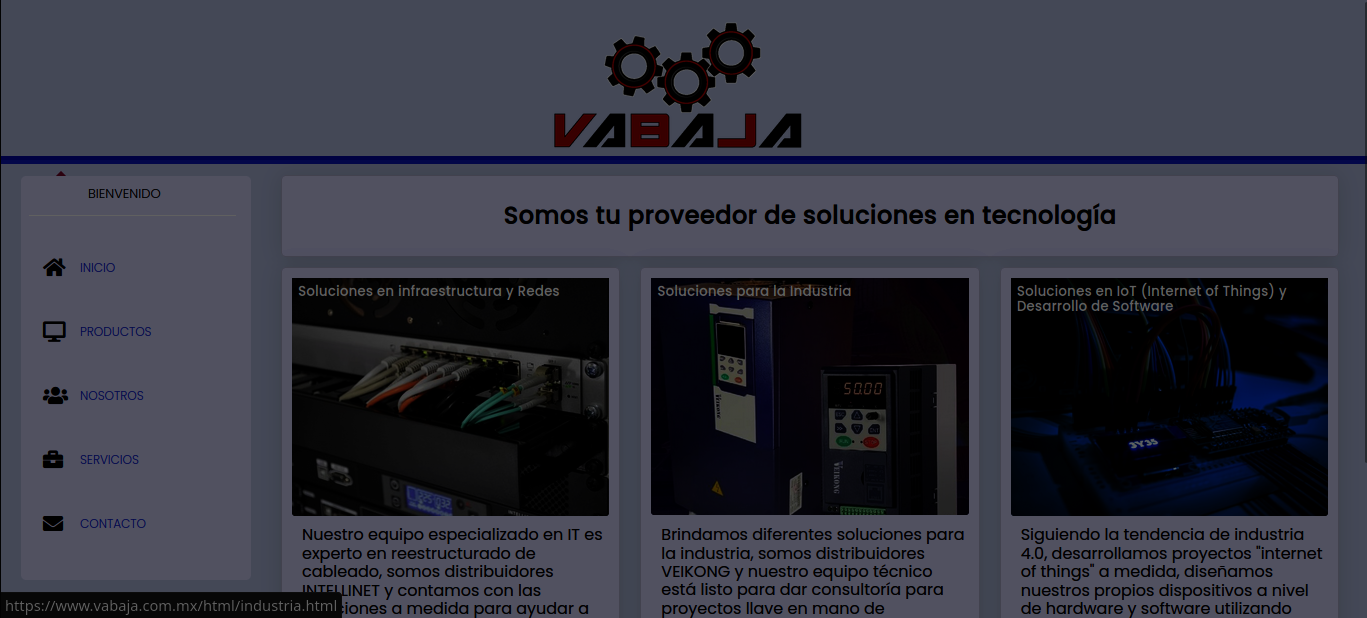 VABAJA
BIENVENIDO
INICIO
PRODUCTOS
NOSOTROS
SERVICIOS
CONTACTO
Somos tu proveedor de soluciones en tecnología
Soluciones en infraestructura y Redes
Nuestro equipo especializado en IT es
experto en reestructurado de
cableado, somos distribuidores
INTELLINET y contamos con las
iones a medida para ayudar a
Soluciones para la Industria
VEIKONG
50.00
VEIKONG
Brindamos diferentes soluciones para
la industria, somos distribuidores
VEIKONG y nuestro equipo técnico
está listo para dar consultoría para
proyectos llave en mano de
Soluciones en IoT (Internet of Things) y
Desarrollo de Software
3Y35
Siguiendo la tendencia de industria
4.0, desarrollamos proyectos "internet
of things" a medida, diseñamos
nuestros propios dispositivos a nivel
de hardware y software utilizando
https://www.vabaja.com.mx/html/industria.html